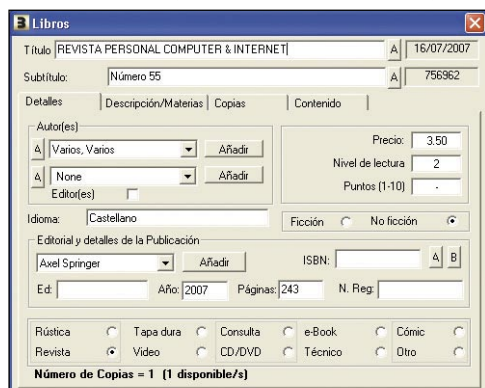 Libros
Título REVISTA PERSONAL COMPUTER & INTERNET A 16/07/2007
Subtítulo: Número 55 A 756962
Detalles Descripción/Materias Copias Contenido
Autor(es)
A Varios, Varios Añadir
A None Añadir
Editor(es)
Precio: 3.50
Nivel de lectura 2
Puntos (1-10) -
Idioma: Castellano
Ficción No ficción
Editorial y detalles de la Publicación
Axel Springer Añadir ISBN: A B
Ed: Año: 2007 Páginas: 243 N. Reg:
Rústica Tapa dura Consulta e-Book Cómic
Revista Video CD/DVD Técnico Otro
Número de Copias = 1 (1 disponible/s)